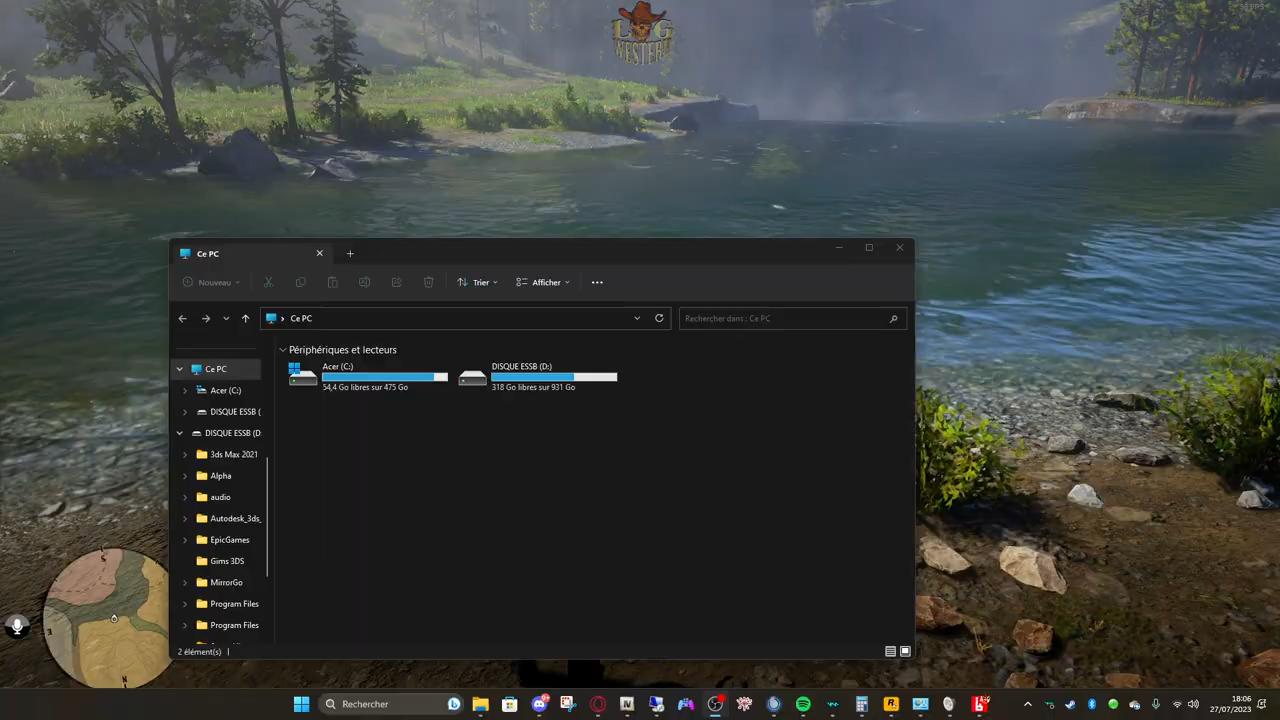 35 FPS
L G
WESTERN
Ce PC
Nouveau
Trier
Afficher
Ce PC
Rechercher dans : Ce PC
Périphériques et lecteurs
Acer (C:)
54,4 Go libres sur 475 Go
DISQUE ESSB (D:)
318 Go libres sur 931 Go
Ce PC
Acer (C:)
DISQUE ESSB (
DISQUE ESSB (D:
3ds Max 2021
Alpha
audio
Autodesk_3ds_
EpicGames
Gims 3DS
MirrorGo
Program Files
Program Files
2 élément(s)
S
E
N
Rechercher
18:06
27/07/2023